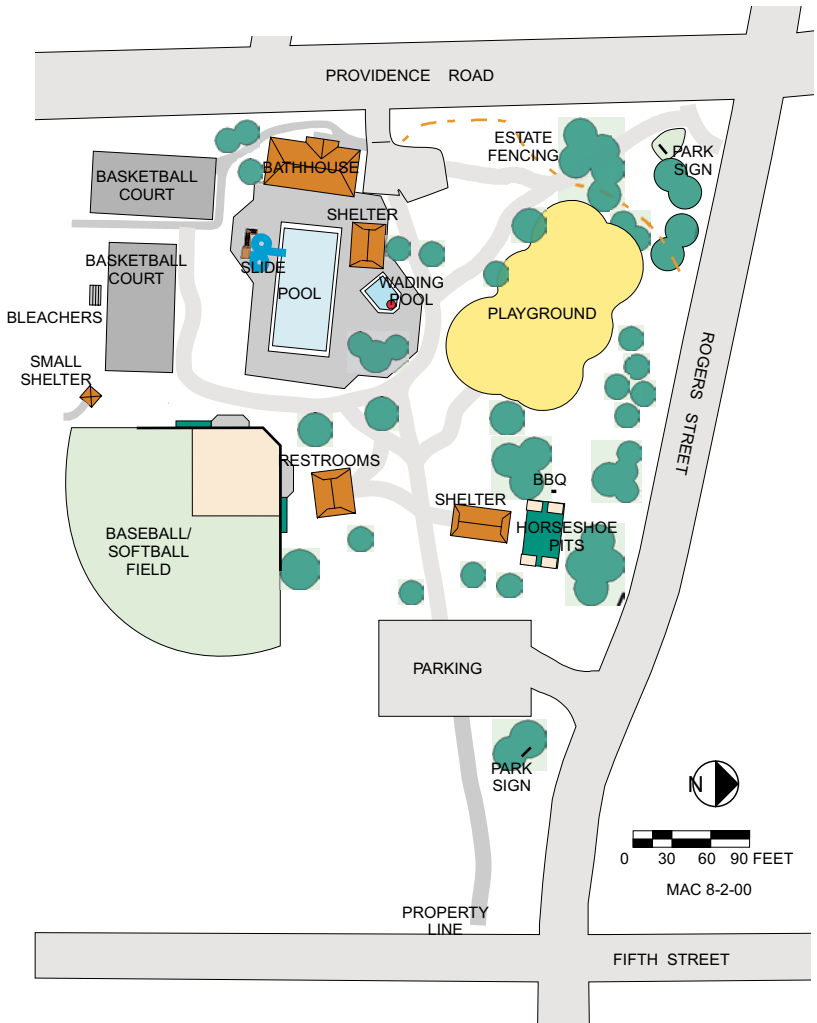 PROVIDENCE ROAD
ESTATE
FENCING
PARK
SIGN
BATHHOUSE
BASKETBALL
COURT
SHELTER
BASKETBALL
COURT
SLIDE
WADING
POOL
POOL
BLEACHERS
PLAYGROUND
SMALL
SHELTER
ROGERS STREET
RESTROOMS
BBQ
SHELTER
HORSESHOE
PITS
BASEBALL/
SOFTBALL
FIELD
PARKING
PARK
SIGN
N
0 30 60 90 FEET
MAC 8-2-00
PROPERTY
LINE
FIFTH STREET